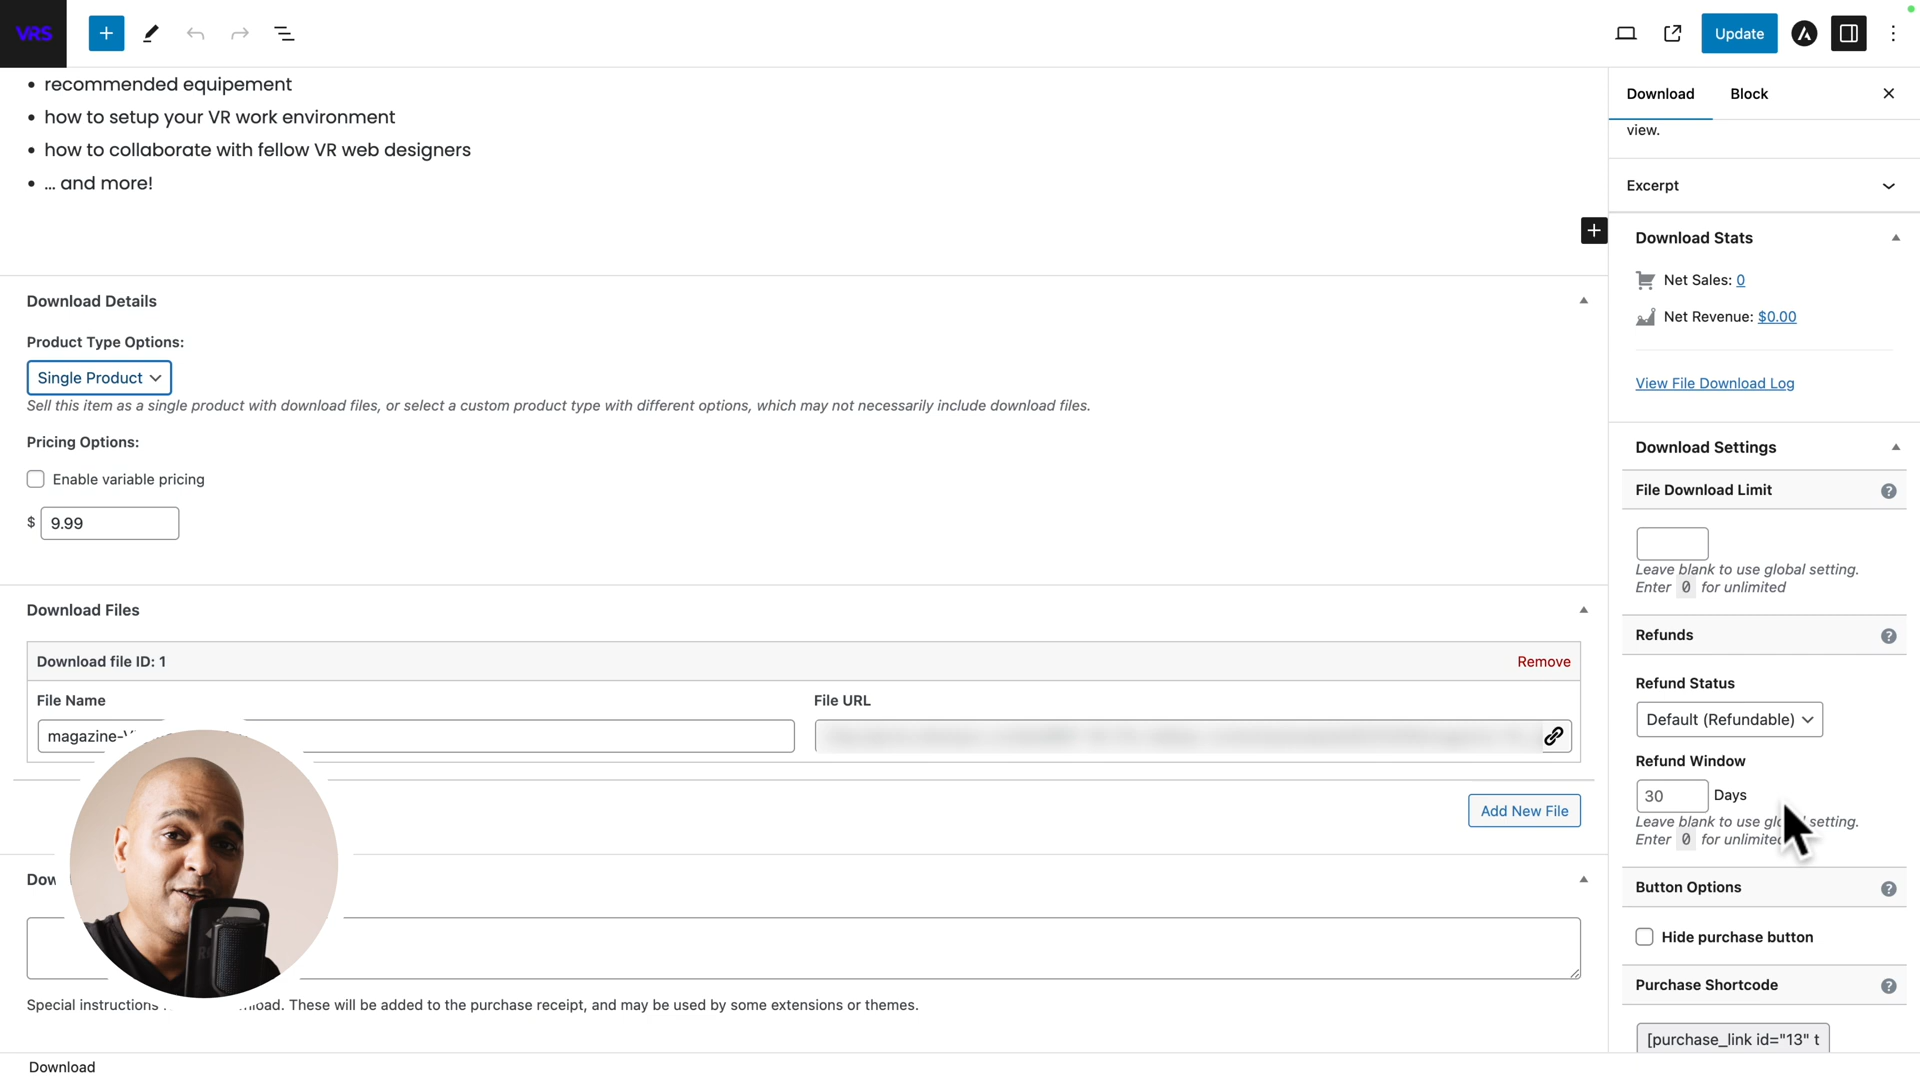 VRS
Update
recommended equipement
how to setup your VR work environment
how to collaborate with fellow VR web designers
... and more!
Download Details
Product Type Options:
Single Product
Sell this item as a single product with download files, or select a custom product type with different options, which may not necessarily include download files.
Pricing Options:
Enable variable pricing
$ 9.99
Download Files
Download file ID: 1
Remove
File Name
File URL
Add New File
Special instructions
These will be added to the purchase receipt, and may be used by some extensions or themes.
Download
Download
Block
view.
Excerpt
Download Stats
Net Sales: 0
Net Revenue: $0.00
View File Download Log
Download Settings
File Download Limit
Leave blank to use global setting.
Enter 0 for unlimited
Refunds
Refund Status
Default (Refundable)
Refund Window
30 Days
Leave blank to use setting.
Enter 0 for
Button Options
Hide purchase button
Purchase Shortcode
[purchase_link id="13" t